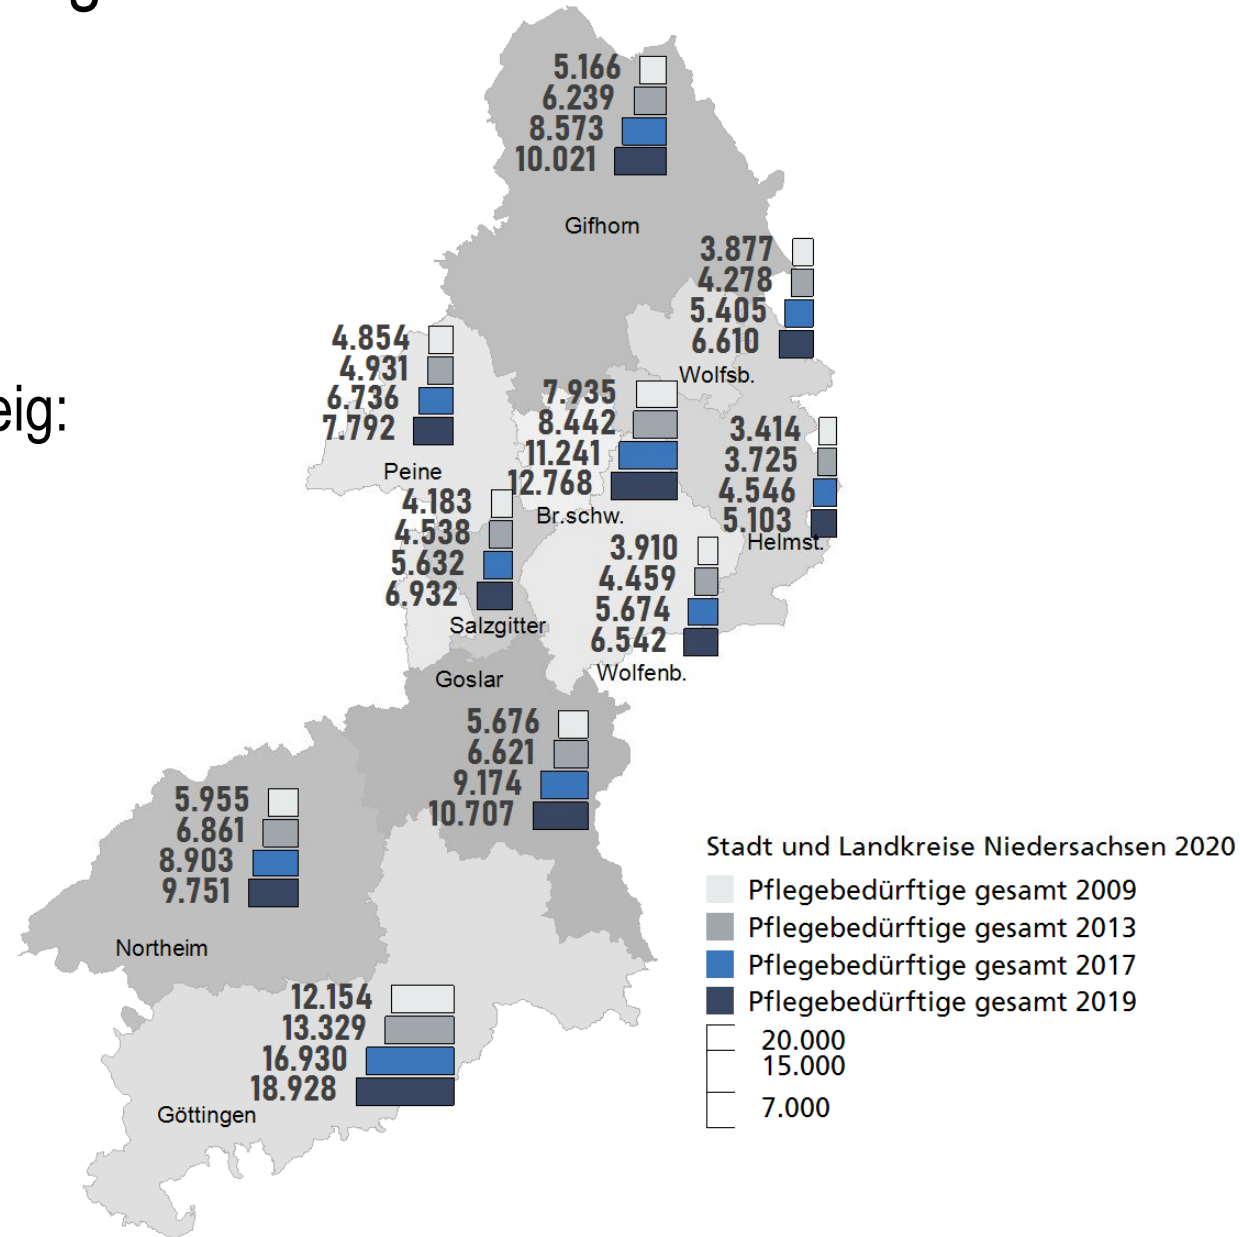 g
eig:
5.166
6.239
8.573
10.021
Gifhorn
3.877
4.278
5.405
6.610
Wolfsb.
4.854
4.931
6.736
7.792
Peine
7.935
8.442
11.241
12.768
Br.schw.
3.414
3.725
4.546
5.103
Helmst.
4.183
4.538
5.632
6.932
Salzgitter
3.910
4.459
5.674
6.542
Wolfenb.
Goslar
5.676
6.621
9.174
10.707
5.955
6.861
8.903
9.751
Northeim
12.154
13.329
16.930
18.928
Göttingen
Stadt und Landkreise Niedersachsen 2020
Pflegebedürftige gesamt 2009
Pflegebedürftige gesamt 2013
Pflegebedürftige gesamt 2017
Pflegebedürftige gesamt 2019
20.000
15.000
7.000